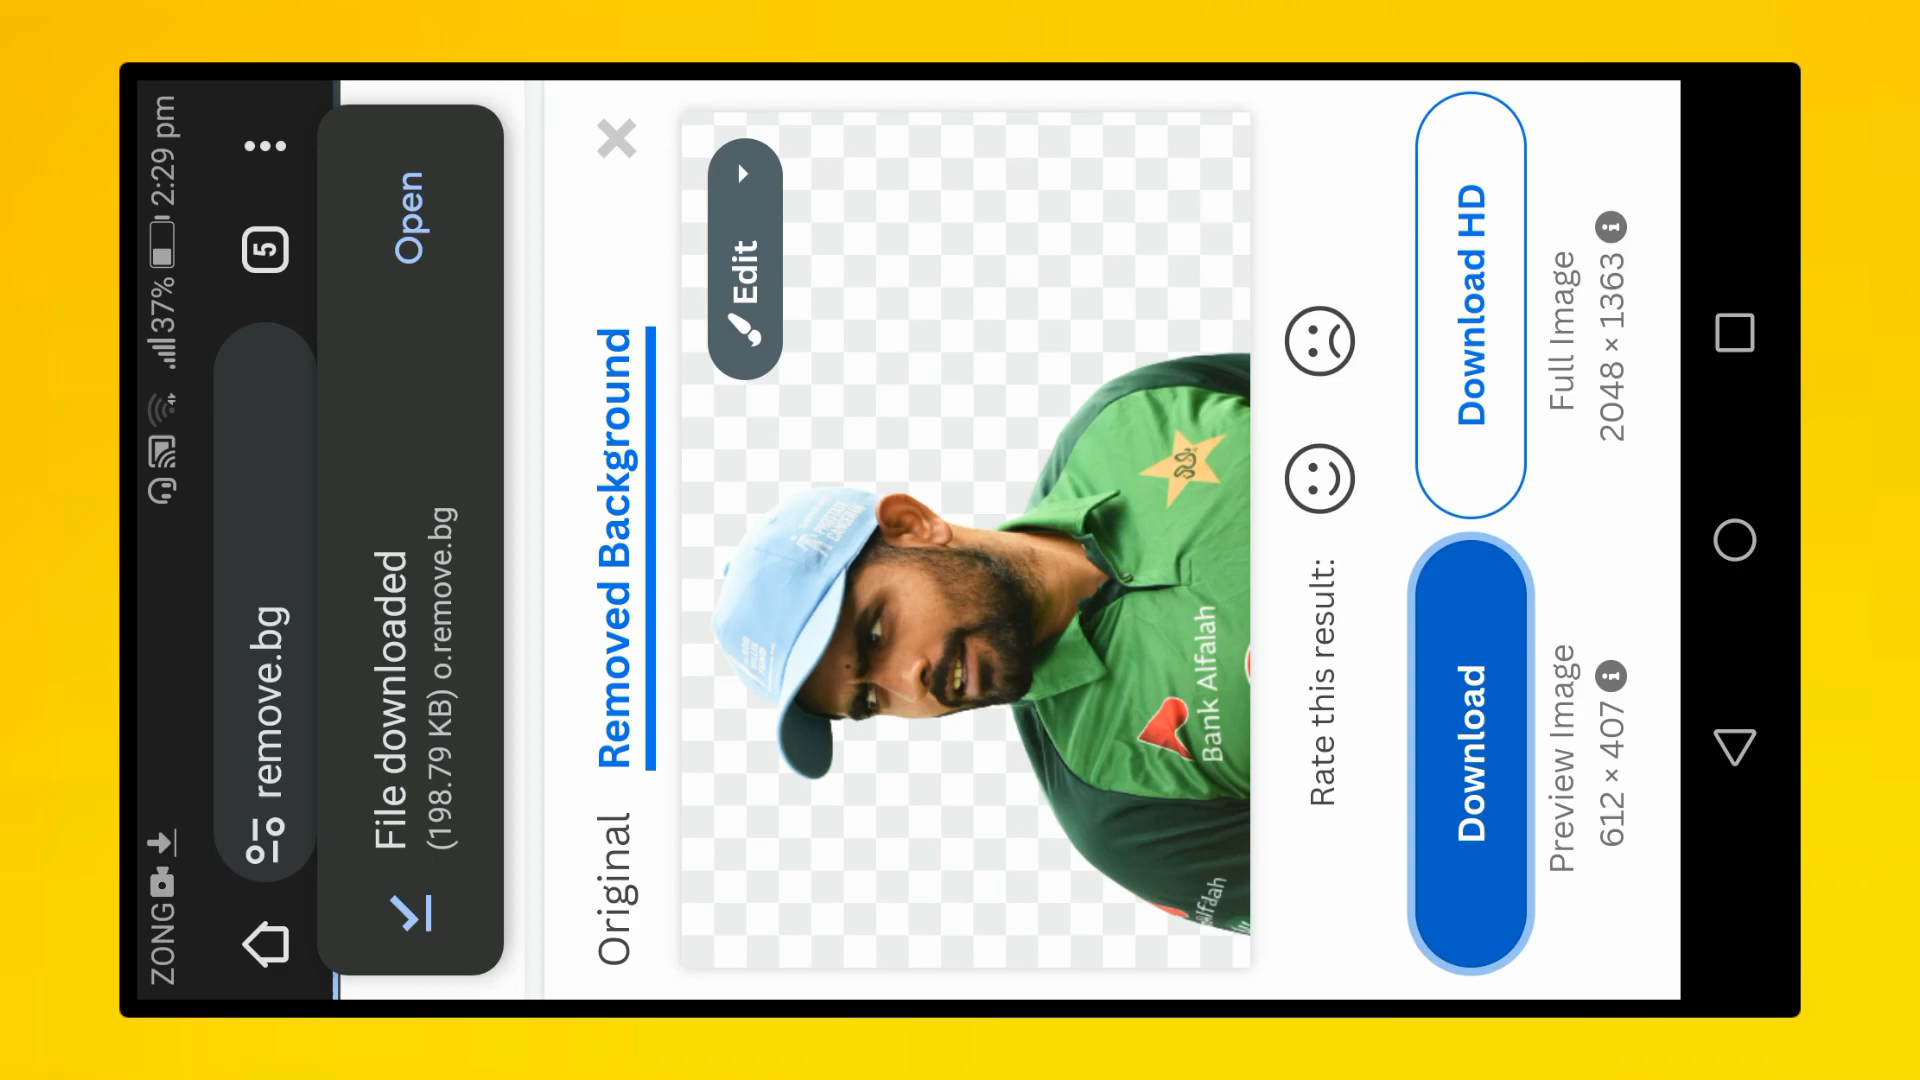 ZONG 37% 2:29 pm
remove.bg 5
File downloaded
(198.79 KB) o.remove.bg
Open
Original Removed Background
Edit
Bank Alfalah
Alfalah
Rate this result:
Download Download HD
Preview Image Full Image
612 × 407 2048 × 1363